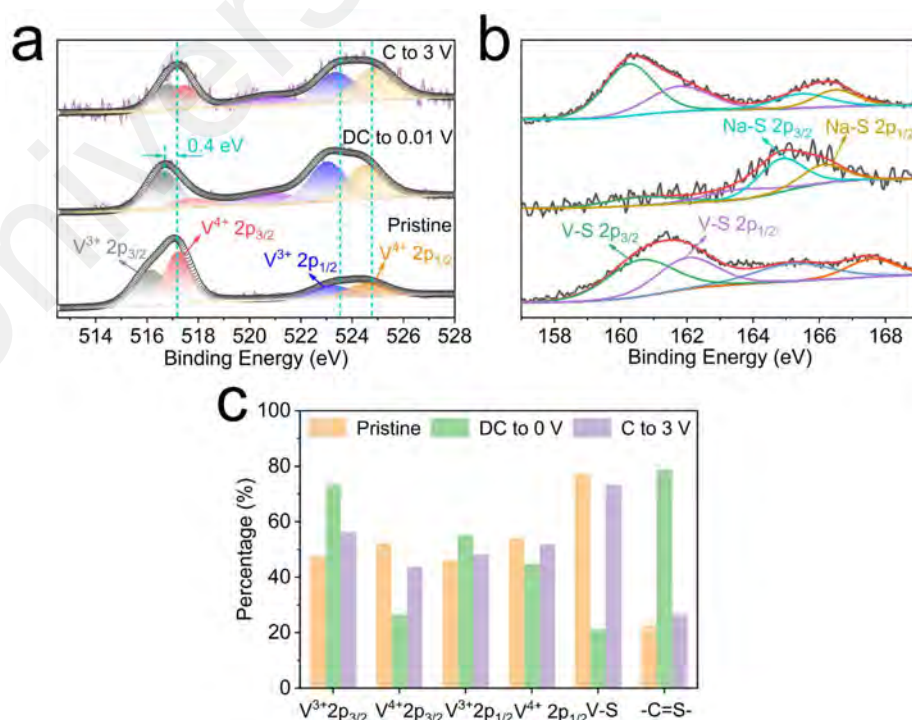 a
C to 3 V
0.4 eV
DC to 0.01 V
Pristine
V³⁺ 2p₃/₂
V⁴⁺ 2p₃/₂
V³⁺ 2p₁/₂
V⁴⁺ 2p₁/₂
514 516 518 520 522 524 526 528
Binding Energy (eV)
b
Na-S 2p₃/₂
Na-S 2p₁/₂
V-S 2p₃/₂
V-S 2p₁/₂)
158 160 162 164 166 168
Binding Energy (eV)
c
Pristine DC to 0 V C to 3 V
Percentage (%)
100
80
60
40
20
0
V³⁺2p₃/₂ V⁴⁺2p₃/₂ V³⁺2p₁/₂ V⁴⁺ 2p₁/₂ V-S -C=S-